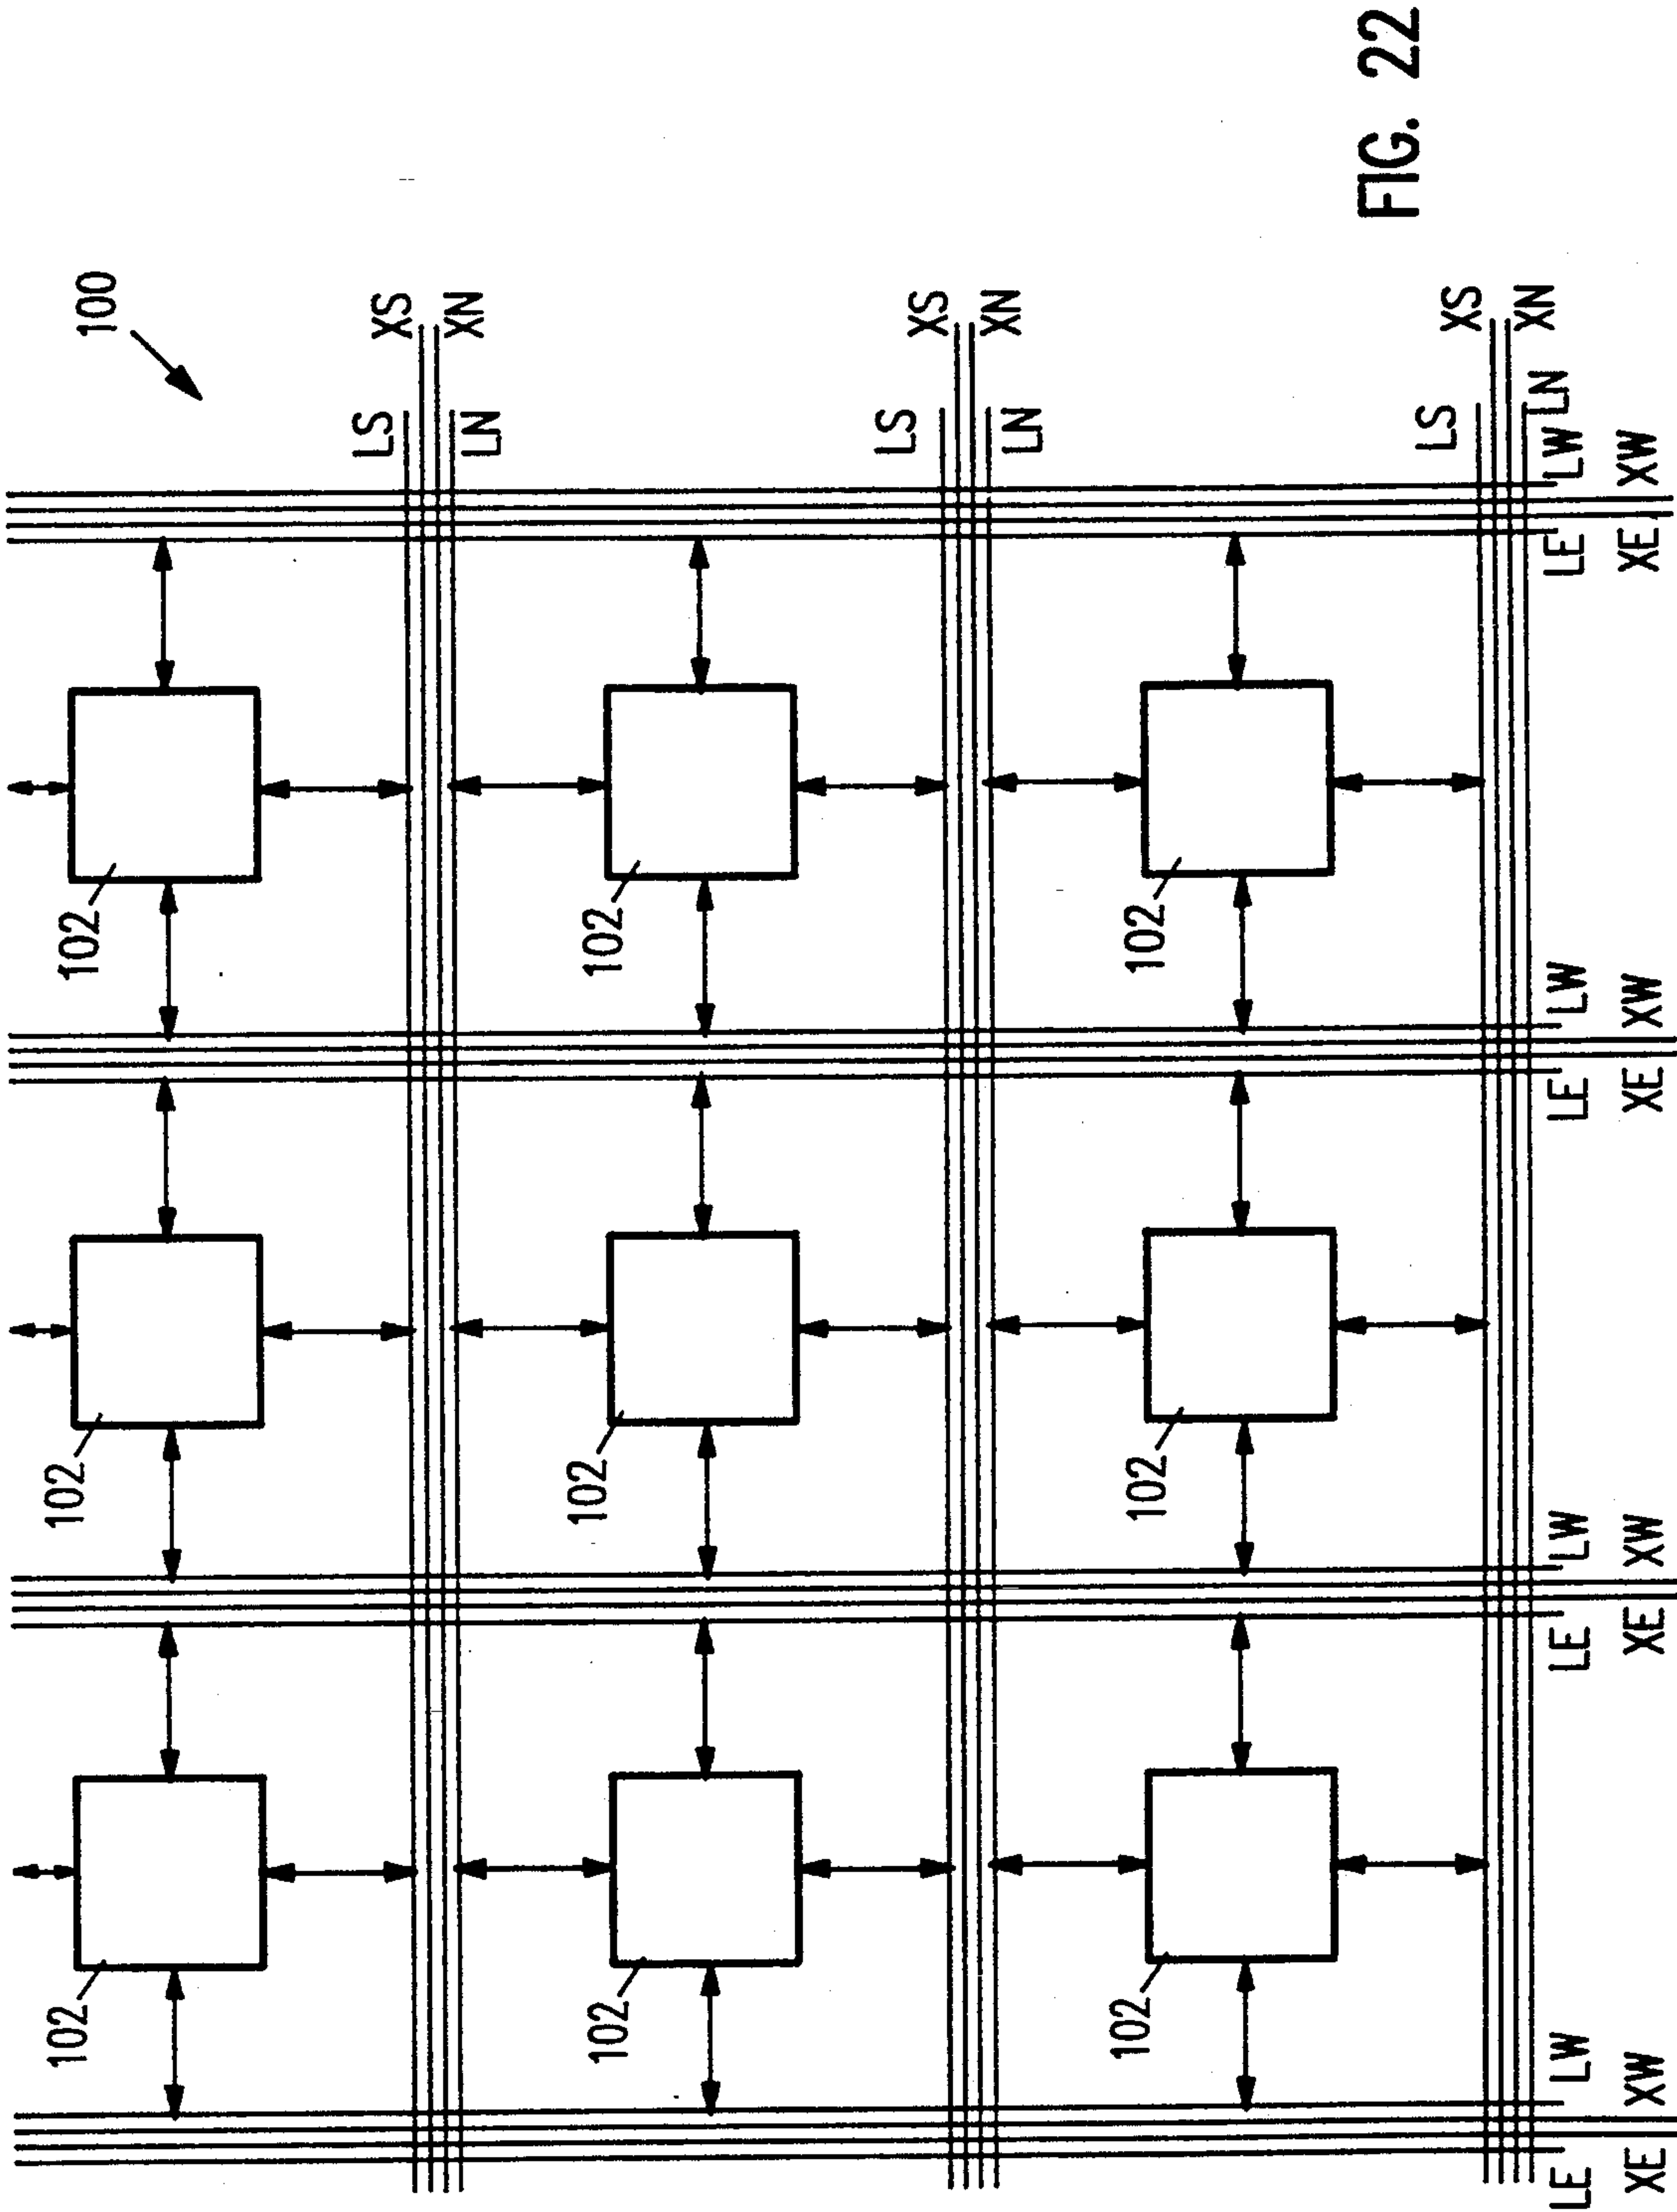 102 102 102 100
LS XS
LN XN
102 102 102
LS XS
LN XN
102 102 102
FIG. 22
LS XS
LN XN
LE LW LE LW LE LW LE LW
XE XW XE XW XE XW XE XW